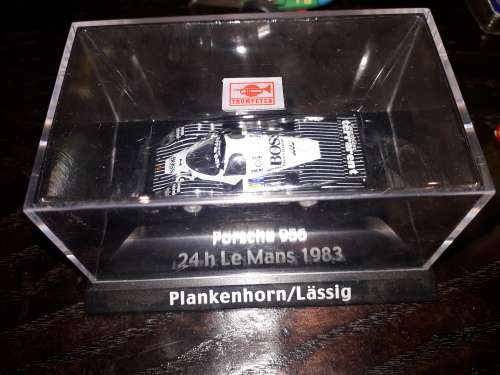 TRUMPETER
BOSS
Porsche 956
24 h Le Mans 1983
Plankenhorn/Lässig